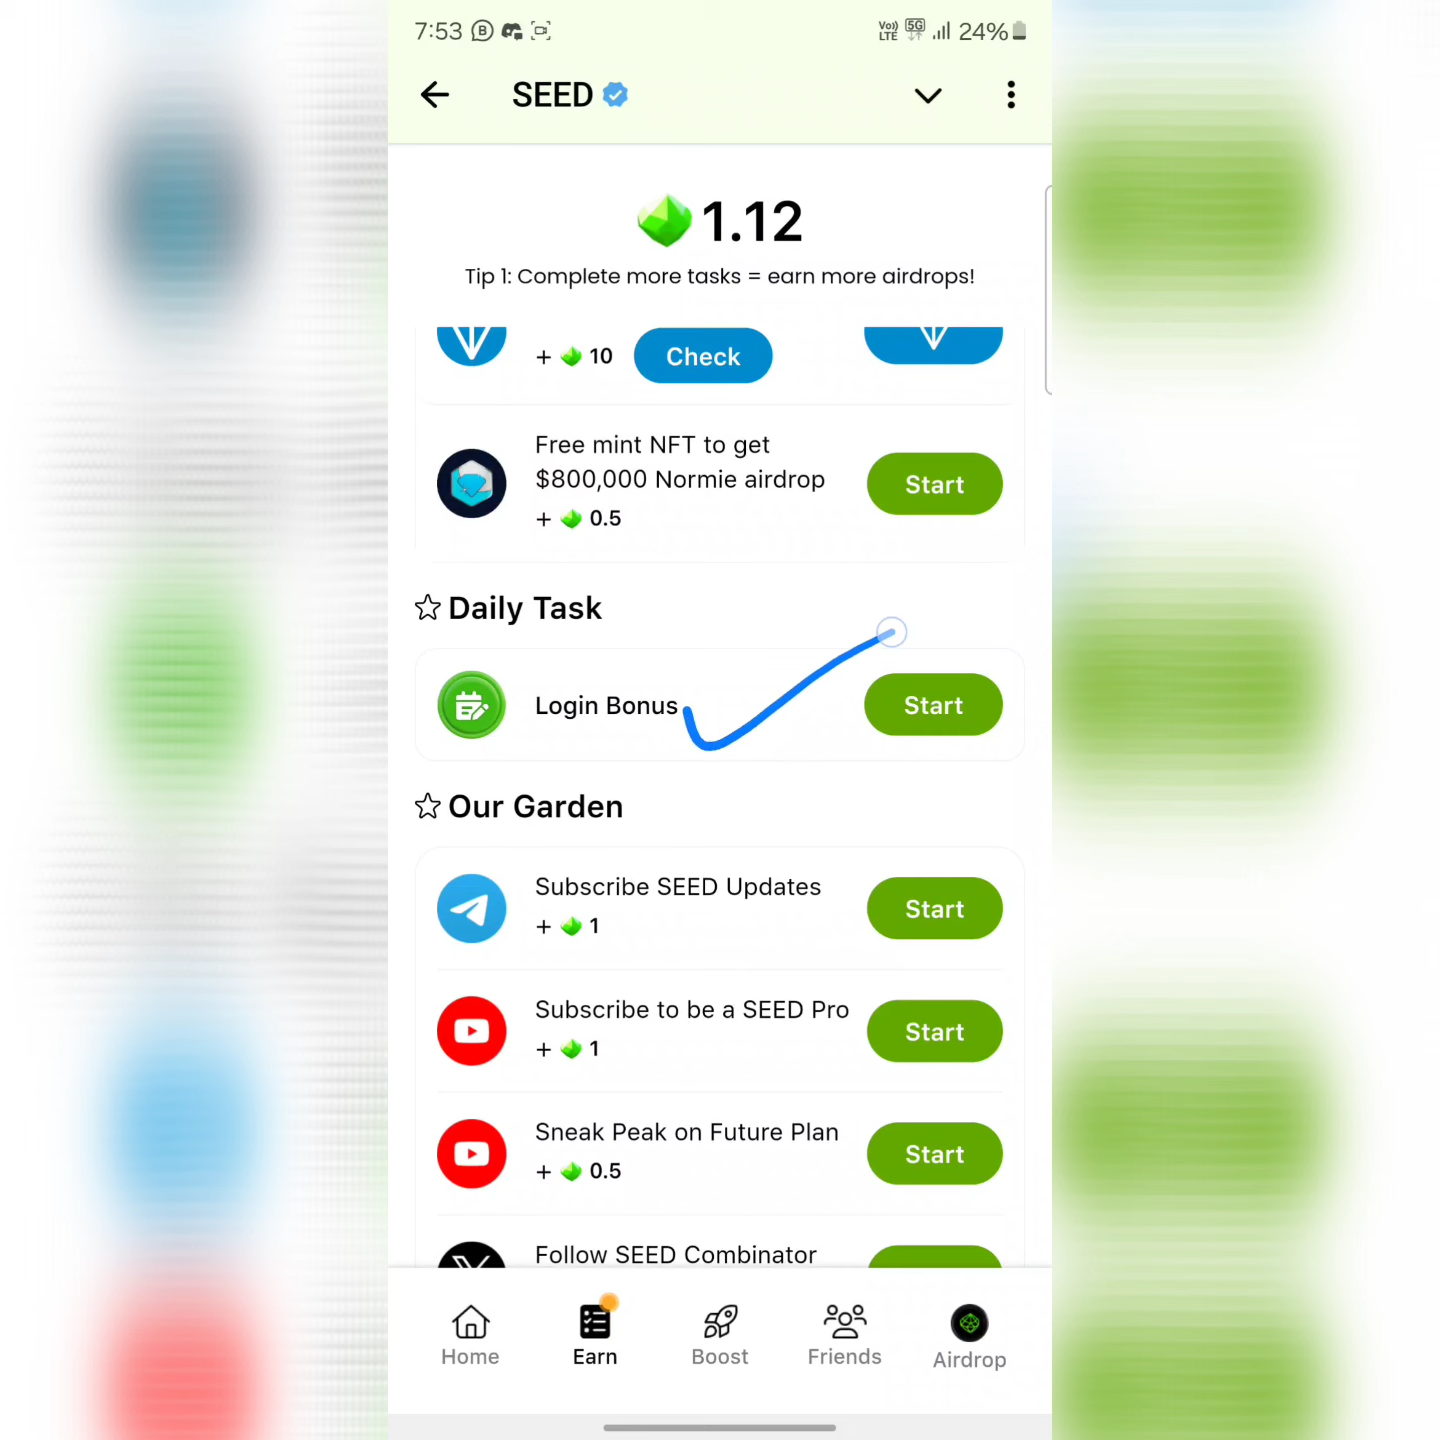 7:53
Vo)) LTE 5G 24%
SEED
1.12
Tip 1: Complete more tasks = earn more airdrops!
+ 10 Check
Free mint NFT to get
$800,000 Normie airdrop
+ 0.5
Start
Daily Task
Login Bonus
Start
Our Garden
Subscribe SEED Updates
+ 1
Start
Subscribe to be a SEED Pro
+ 1
Start
Sneak Peak on Future Plan
+ 0.5
Start
Follow SEED Combinator
Home
Earn
Boost
Friends
Airdrop